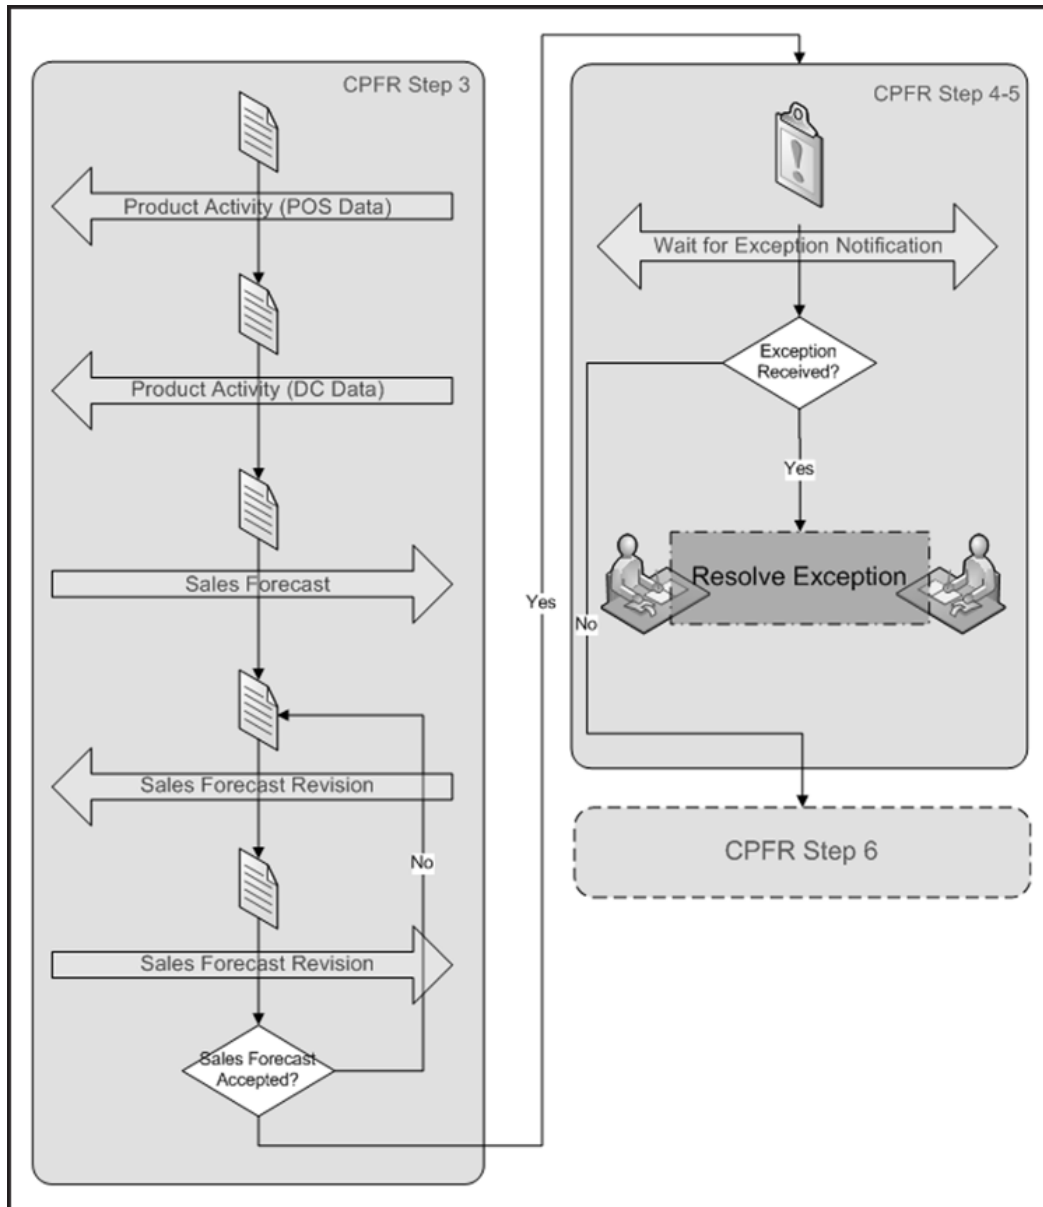 CPFR Step 3
Product Activity (POS Data)
Product Activity (DC Data)
Sales Forecast
Sales Forecast Revision
No
Sales Forecast Revision
Sales Forecast
Accepted?
Yes
CPFR Step 4-5
Wait for Exception Notification
Exception
Received?
Yes
Resolve Exception
No
CPFR Step 6